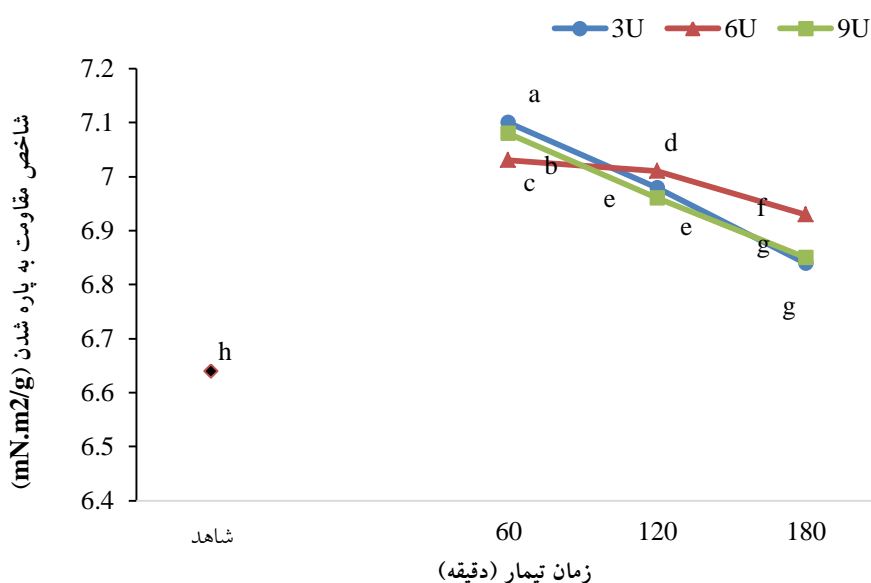 3U 6U 9U
7.2
7.1
7
6.9
6.8
6.7
6.6
6.5
6.4
شاخص مقاومت به پاره شدن (mN.m2/g)
a
b
c
d
e
e
f
g
g
h
شاهد 60 120 180
زمان تیمار (دقیقه)